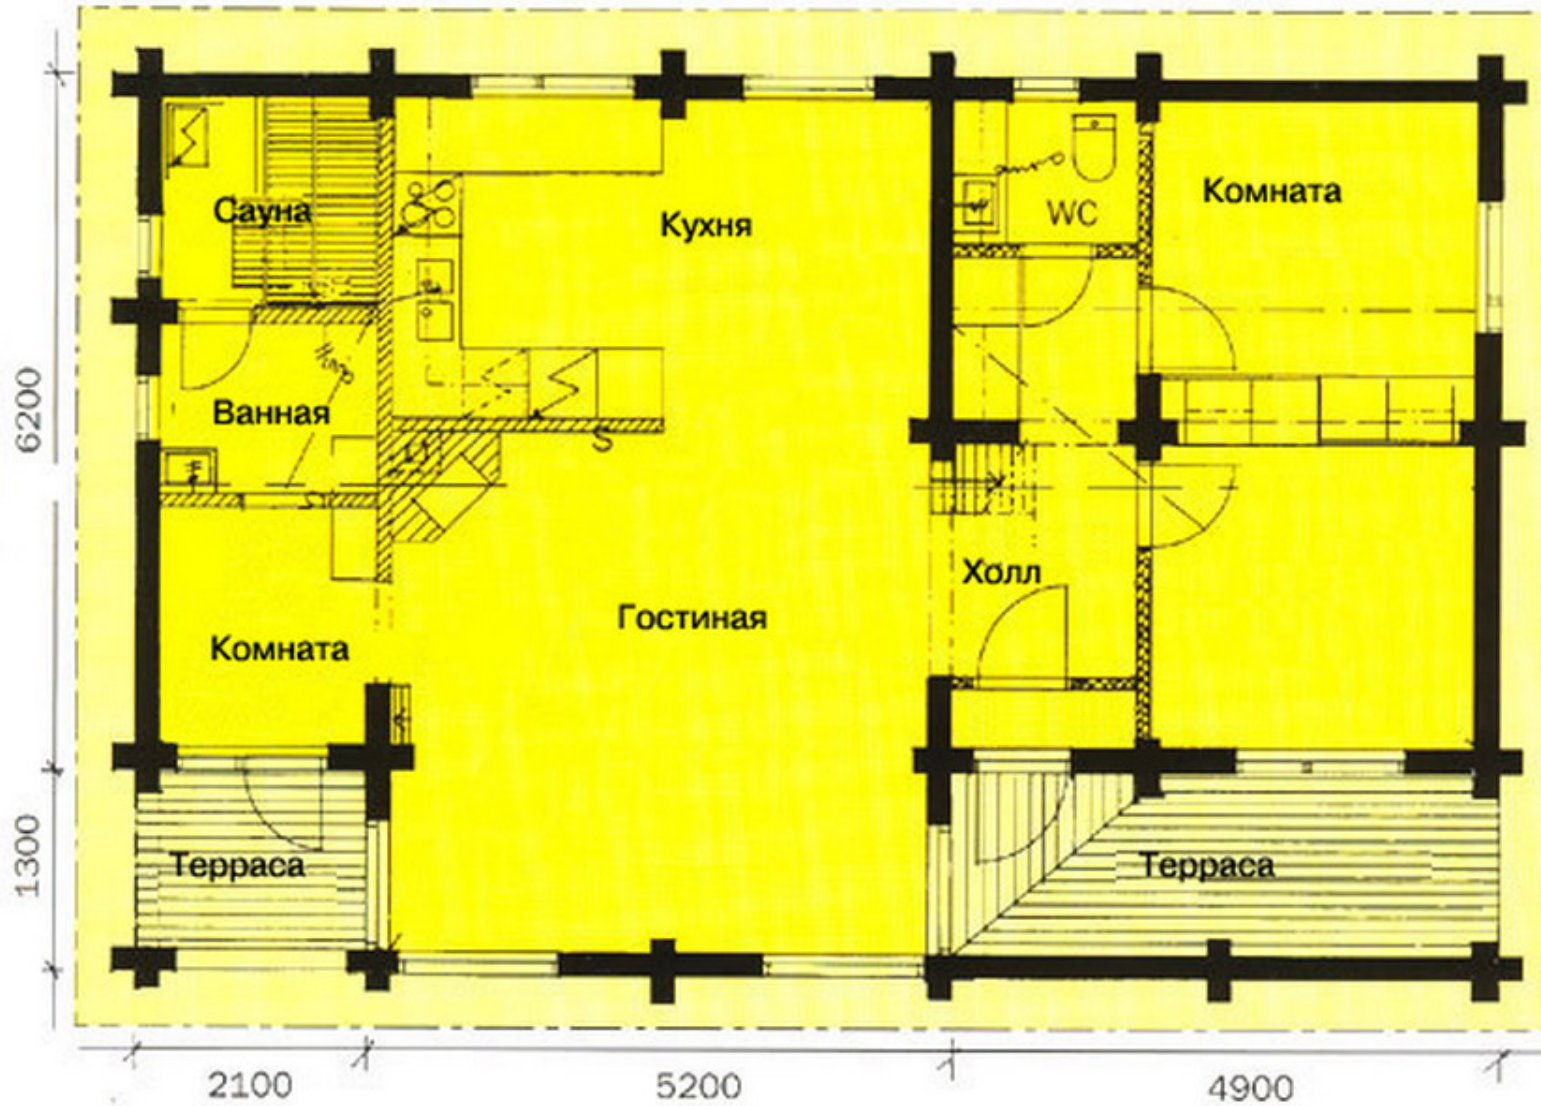 Сауна
Кухня
WC
Комната
6200
Ванная
Холл
Гостиная
Комната
1300
Терраса
Терраса
2100
5200
4900